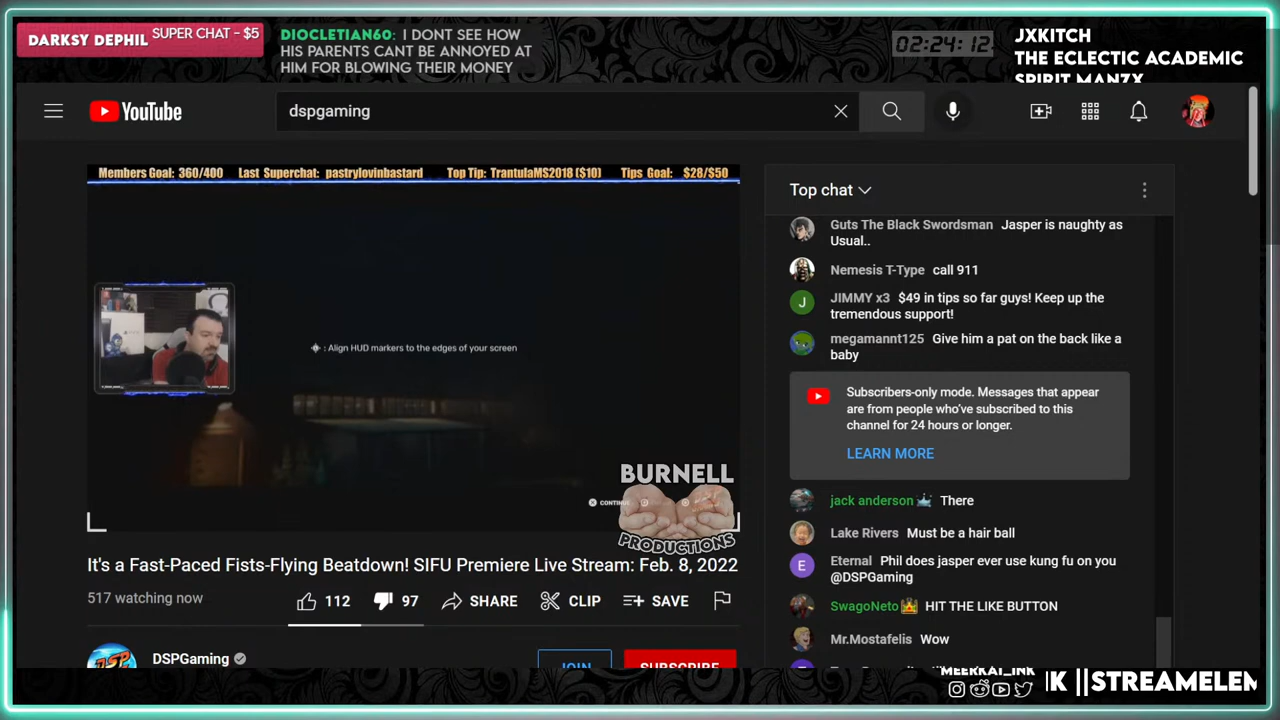 DARKSY DEPHIL SUPER CHAT - $5
DIOCLETIAN60: I DONT SEE HOW
HIS PARENTS CANT BE ANNOYED AT
HIM FOR BLOWING THEIR MONEY
02:24:12
JXKITCH
THE ECLECTIC ACADEMIC
SPIRIT MANZX
YouTube
dspgaming
Members Goal: 360/400 Last Superchat: pastrylovinbastard Top Tip: TrantulaMS2018 ($10) Tips Goal: $28/$50
: Align HUD markers to the edges of your screen
CONTINUE
BURNELL
PRODUCTIONS
It's a Fast-Paced Fists-Flying Beatdown! SIFU Premiere Live Stream: Feb. 8, 2022
517 watching now
112
97
SHARE
CLIP
SAVE
DSP
DSPGaming
JOIN
SUBSCRIBE
Top chat
Guts The Black Swordsman Jasper is naughty as
Usual..
Nemesis T-Type call 911
J
JIMMY x3 $49 in tips so far guys! Keep up the
tremendous support!
megamannt125 Give him a pat on the back like a
baby
Subscribers-only mode. Messages that appear
are from people who've subscribed to this
channel for 24 hours or longer.
LEARN MORE
jack anderson There
Lake Rivers Must be a hair ball
E
Eternal Phil does jasper ever use kung fu on you
@DSPGaming
SwagoNeto HIT THE LIKE BUTTON
Mr.Mostafelis Wow
MEERKAI_INK
K ||STREAMELEM